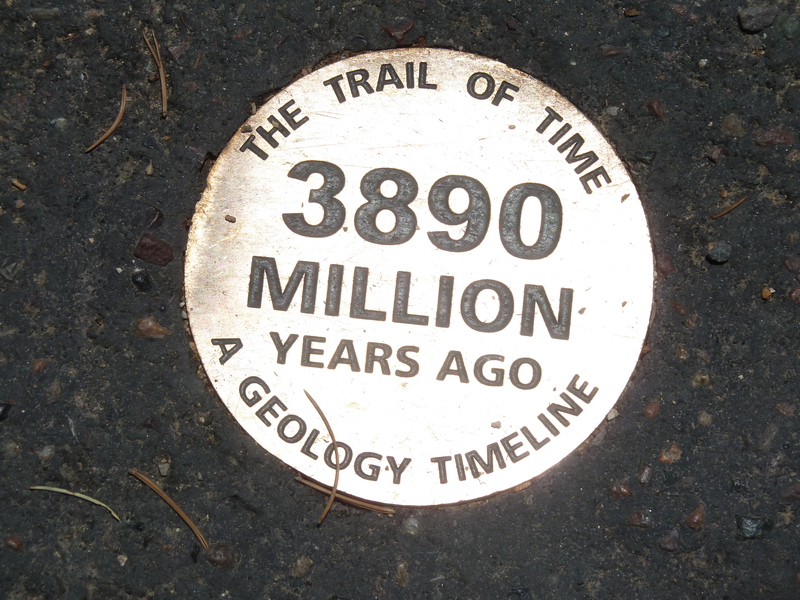 THE TRAIL OF TIME
3890
MILLION
YEARS AGO
A GEOLOGY TIMELINE